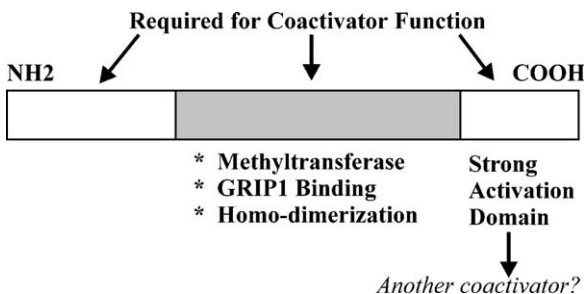 Required for Coactivator Function
NH2 COOH
* Methyltransferase Strong
* GRIP1 Binding Activation
* Homo-dimerization Domain
Another coactivator?